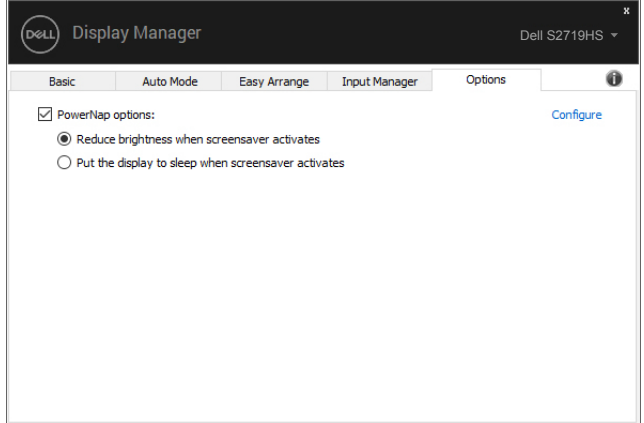 x
DELL Display Manager Dell S2719HS
Basic Auto Mode Easy Arrange Input Manager Options i
PowerNap options: Configure
Reduce brightness when screensaver activates
Put the display to sleep when screensaver activates